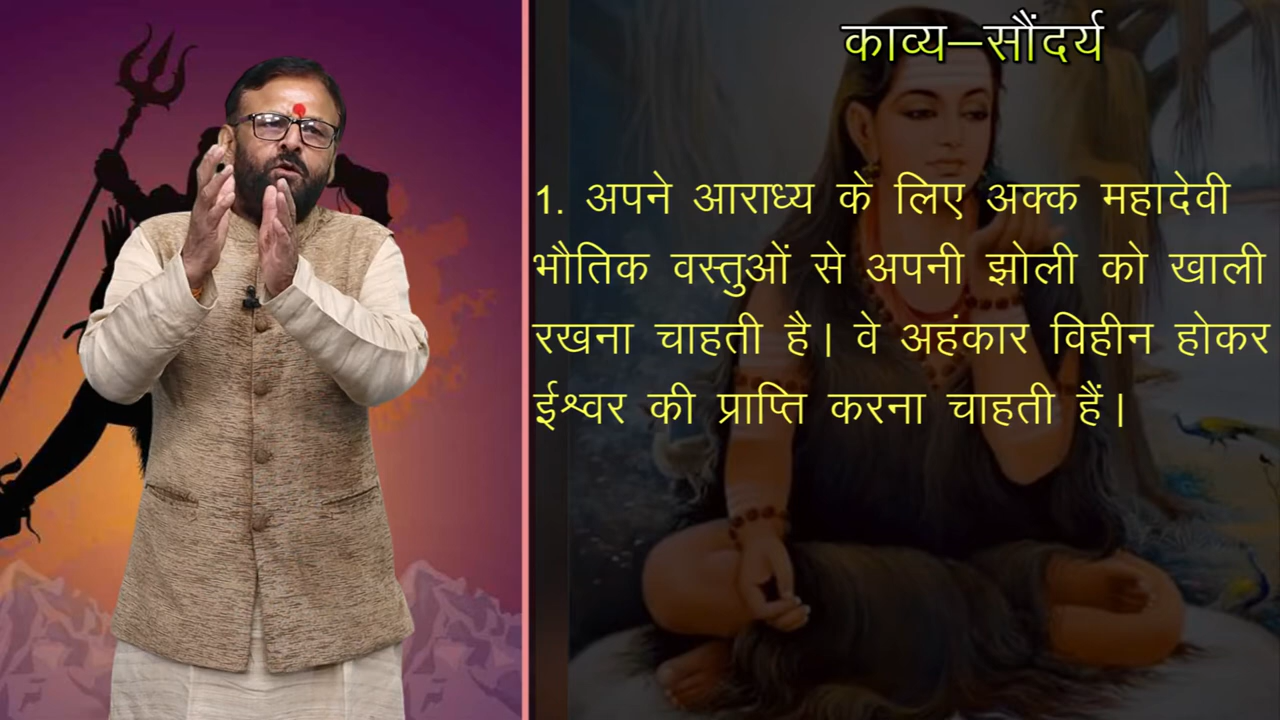 काव्य–सौंदर्य
1. अपने आराध्य के लिए अक्क महादेवी
भौतिक वस्तुओं से अपनी झोली को खाली
रखना चाहती है। वे अहंकार विहीन होकर
ईश्वर की प्राप्ति करना चाहती हैं।